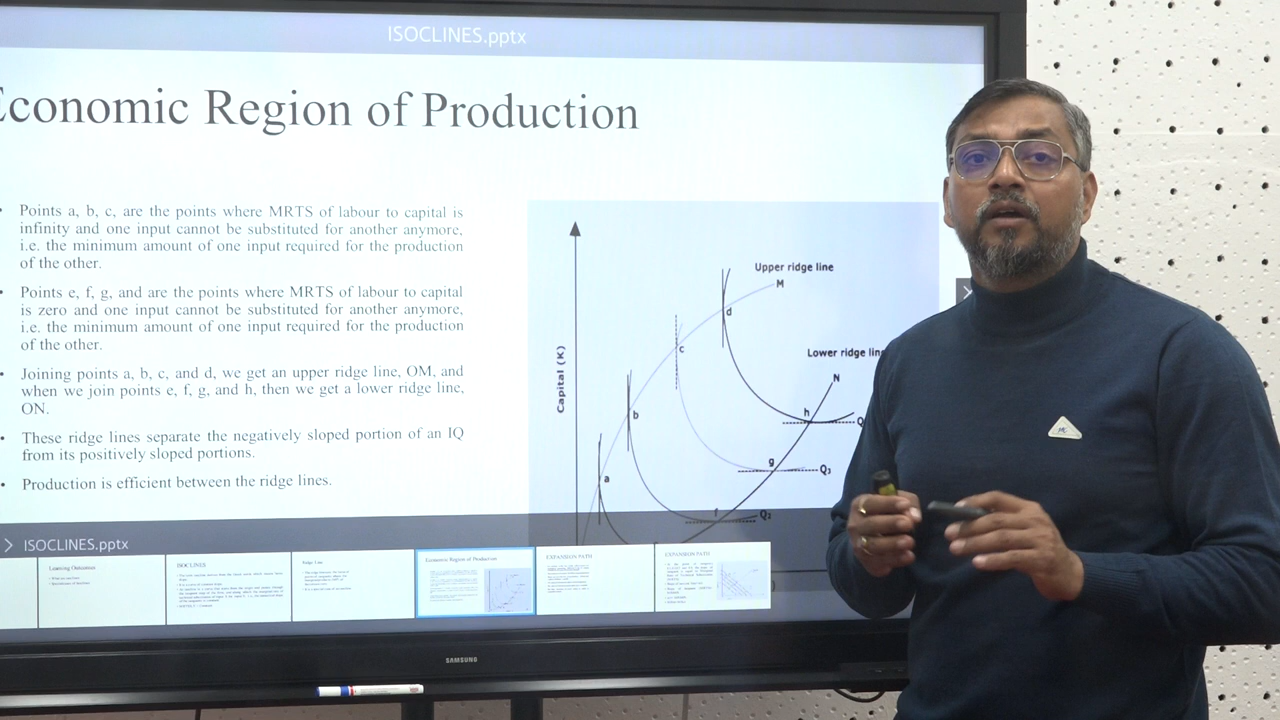 ISOCLINES.pptx
Economic Region of Production
Points a, b, c, are the points where MRTS of labour to capital is
infinity and one input cannot be substituted for another anymore,
i.e. the minimum amount of one input required for the production
of the other.
Points e, f, g, and are the points where MRTS of labour to capital
is zero and one input cannot be substituted for another anymore,
i.e. the minimum amount of one input required for the production
of the other.
Joining points a, b, c, and d, we get an upper ridge line, OM, and
when we join points e, f, g, and h, then we get a lower ridge line,
ON.
These ridge lines separate the negatively sloped portion of an IQ
from its positively sloped portions.
Production is efficient between the ridge lines.
Upper ridge line
M
d
c
Lower ridge line
Capital (K)
N
b
h
Q
g
Q3
a
f
Q2
ISOCLINES.pptx
Learning Outcomes
ISOCLINES
Ridge Line
Economic Region of Production
EXPANSION PATH
EXPANSION PATH
SAMSUNG